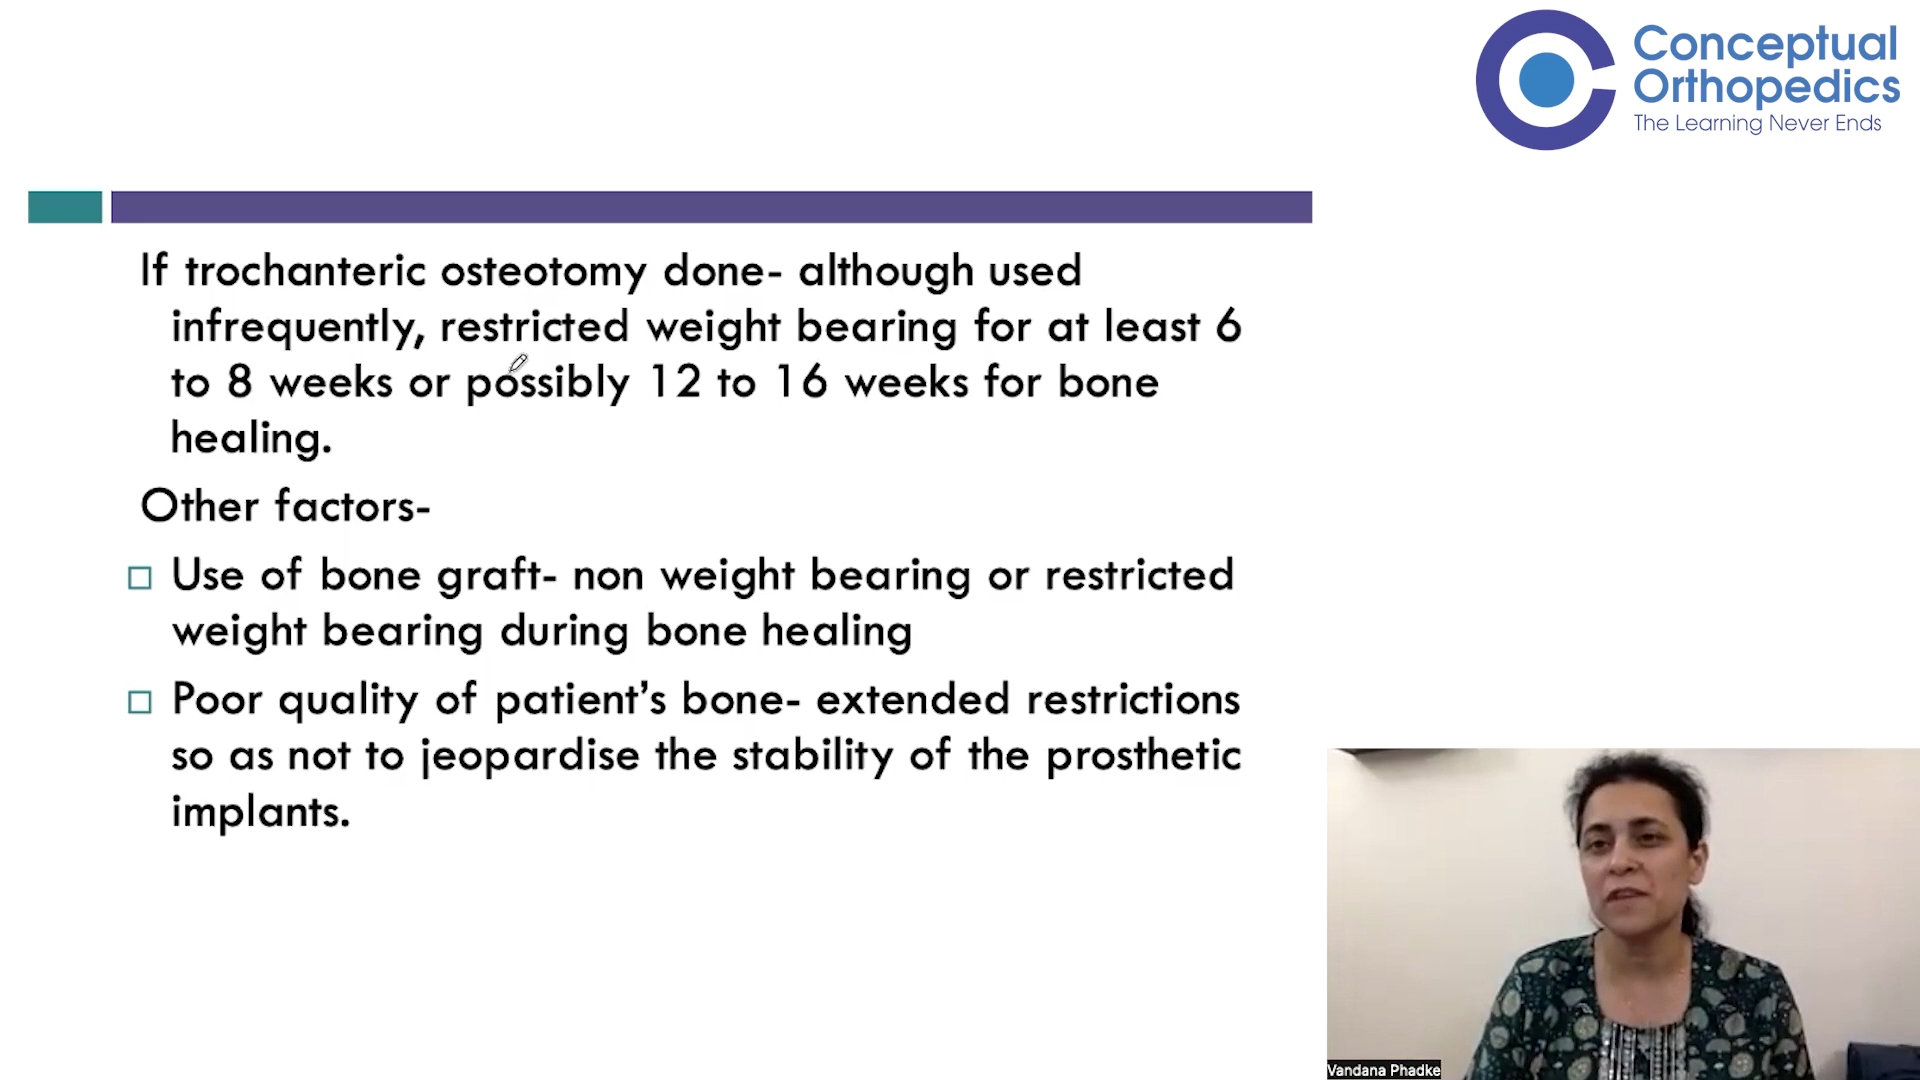 Conceptual
Orthopedics
The Learning Never Ends
If trochanteric osteotomy done- although used
infrequently, restricted weight bearing for at least 6
to 8 weeks or possibly 12 to 16 weeks for bone
healing.
Other factors-
Use of bone graft- non weight bearing or restricted
weight bearing during bone healing
Poor quality of patient's bone- extended restrictions
so as not to jeopardise the stability of the prosthetic
implants.
Vandana Phadke